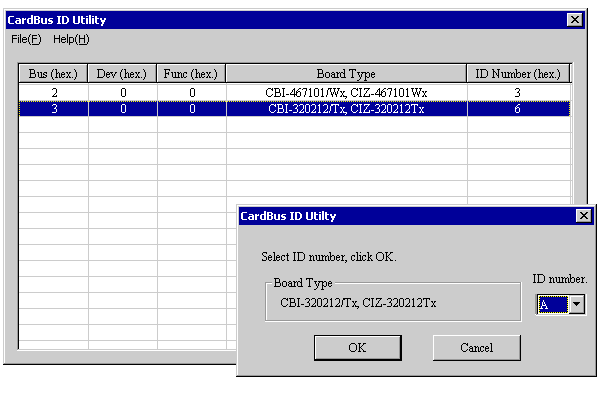 CardBus ID Utility
File(F) Help(H)
Bus (hex.) Dev (hex.) Func (hex.) Board Type ID Number (hex.)
2 0 0 CBI-467101/Wx, CIZ-467101Wx 3
3 0 0 CBI-320212/Tx, CIZ-320212Tx 6
CardBus ID Utilty
Select ID number, click OK.
ID number.
Board Type
CBI-320212/Tx, CIZ-320212Tx
A
OK Cancel